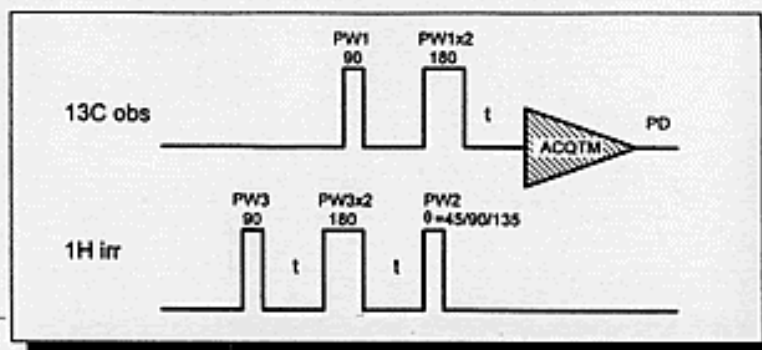 PW1 PW1x2
90 180
13C obs t ACQTM PD
PW3 PW3x2 PW2
90 180 θ=45/90/135
1H irr t t